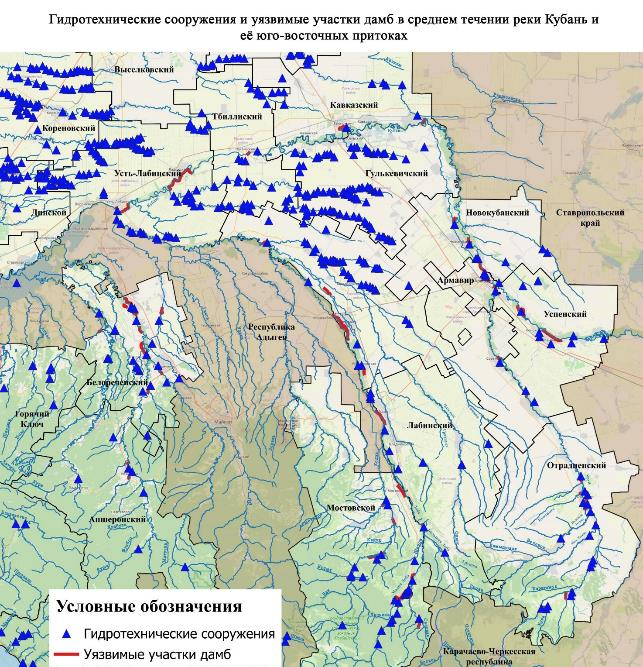 Гидротехнические сооружения и уязвимые участки дамб в среднем течении реки Кубань и
её юго-восточных притоках
Выселковский
Кавказский
Тбилисский
Кореновский
Усть-Лабинский
Гулькевичский
Динской
Новокубанский
Ставропольский
край
Армавир
Успенский
Республика
Адыгея
Белореченский
Горячий
Ключ
Лабинский
Отрадненский
Мостовской
Апшеронский
Условные обозначения
Гидротехнические сооружения
Уязвимые участки дамб
Карачаево-Черкесская
республика